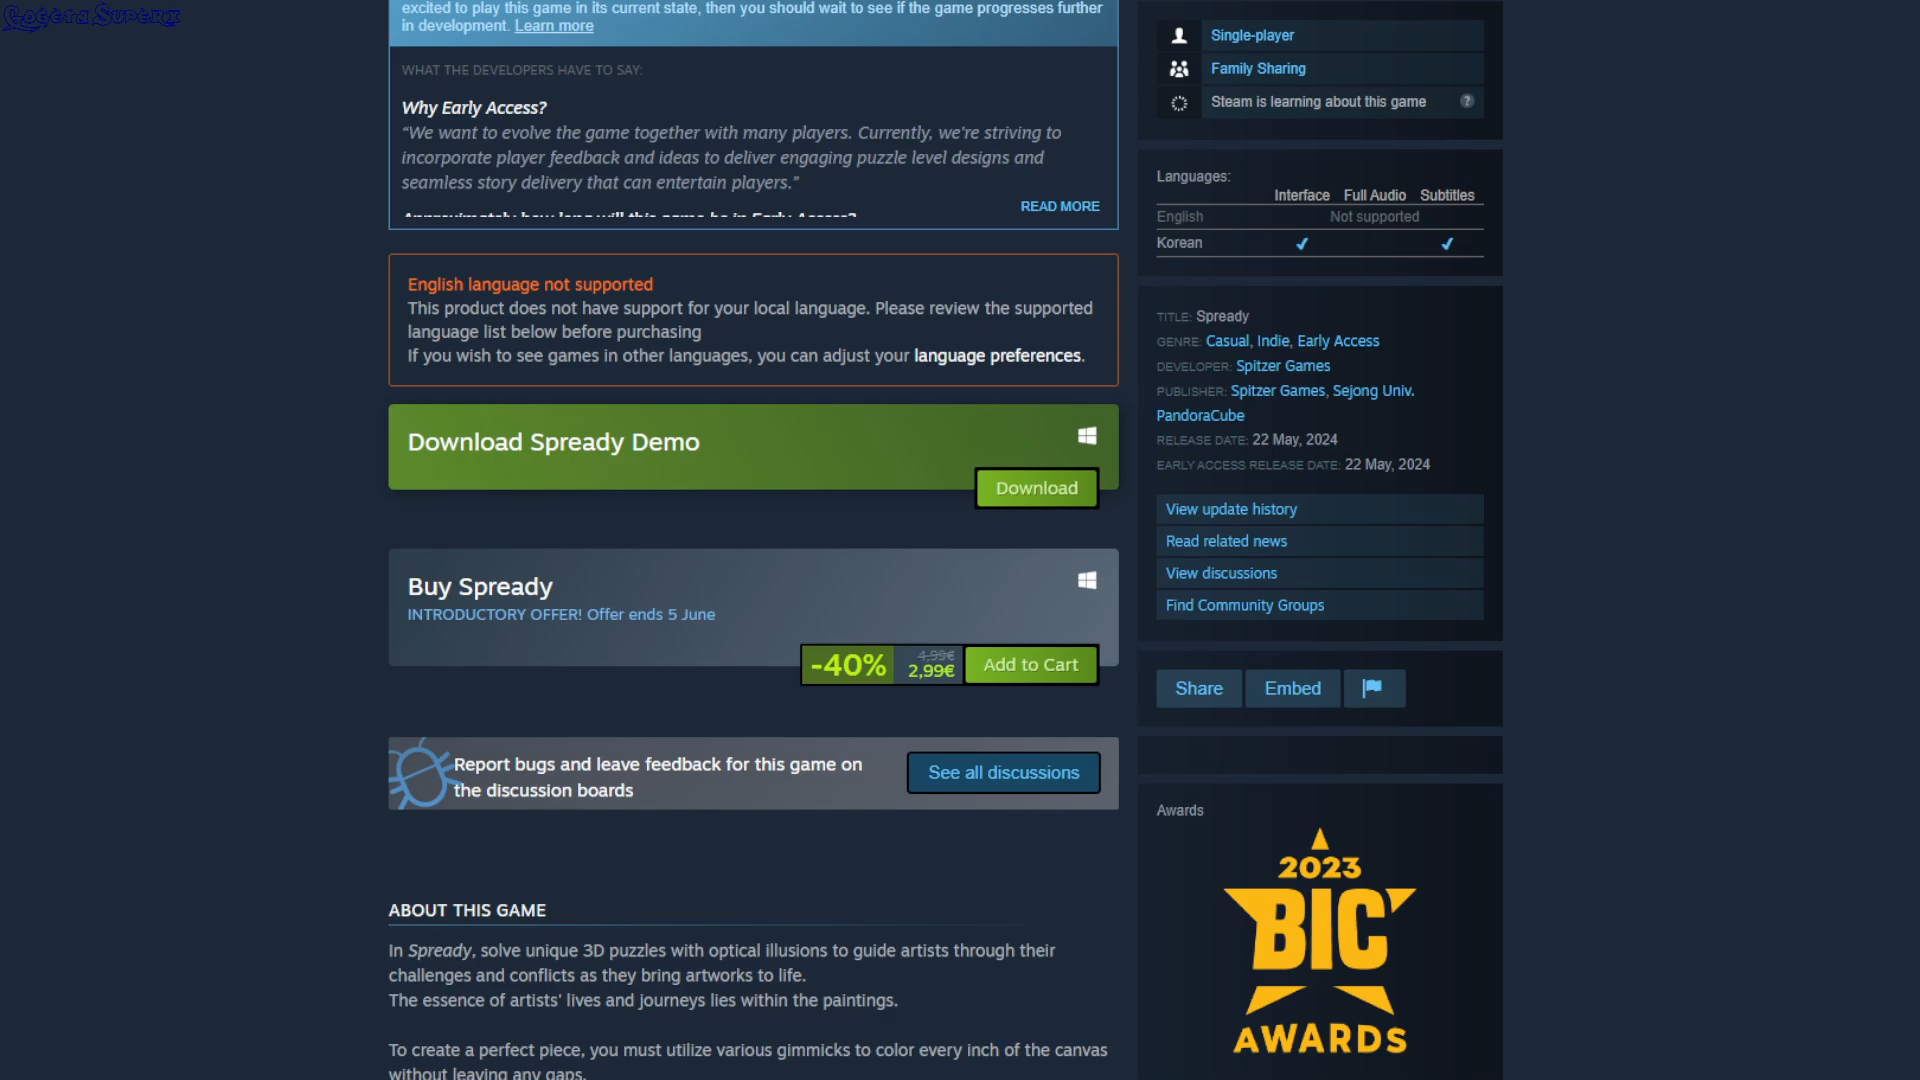 excited to play this game in its current state, then you should wait to see if the game progresses further
in development. Learn more
WHAT THE DEVELOPERS HAVE TO SAY:
Why Early Access?
“We want to evolve the game together with many players. Currently, we're striving to
incorporate player feedback and ideas to deliver engaging puzzle level designs and
seamless story delivery that can entertain players.”
Approximately how long will this game be in Early Access?
READ MORE
English language not supported
This product does not have support for your local language. Please review the supported
language list below before purchasing
If you wish to see games in other languages, you can adjust your language preferences.
Download Spready Demo
Download
Buy Spready
INTRODUCTORY OFFER! Offer ends 5 June
-40%
4,99€
2,99€
Add to Cart
Report bugs and leave feedback for this game on
the discussion boards
See all discussions
ABOUT THIS GAME
In Spready, solve unique 3D puzzles with optical illusions to guide artists through their
challenges and conflicts as they bring artworks to life.
The essence of artists' lives and journeys lies within the paintings.
To create a perfect piece, you must utilize various gimmicks to color every inch of the canvas
without leaving any gaps.
Single-player
Family Sharing
Steam is learning about this game ?
Languages:
Interface Full Audio Subtitles
English Not supported
Korean ✔ ✔
TITLE: Spready
GENRE: Casual, Indie, Early Access
DEVELOPER: Spitzer Games
PUBLISHER: Spitzer Games, Sejong Univ.
PandoraCube
RELEASE DATE: 22 May, 2024
EARLY ACCESS RELEASE DATE: 22 May, 2024
View update history
Read related news
View discussions
Find Community Groups
Share
Embed
Awards
2023
BIC
AWARDS